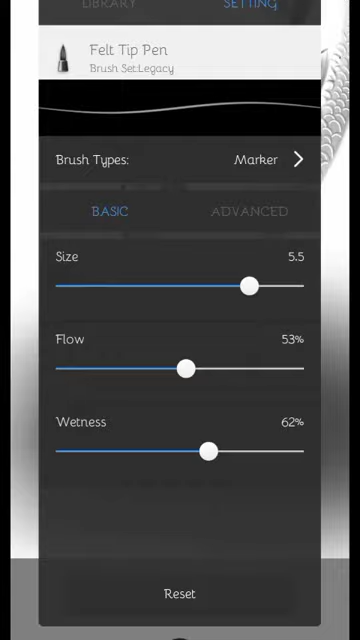 LIBRARY SETTING
Felt Tip Pen
Brush Set:Legacy
Brush Types: Marker
BASIC ADVANCED
Size 5.5
Flow 53%
Wetness 62%
Reset